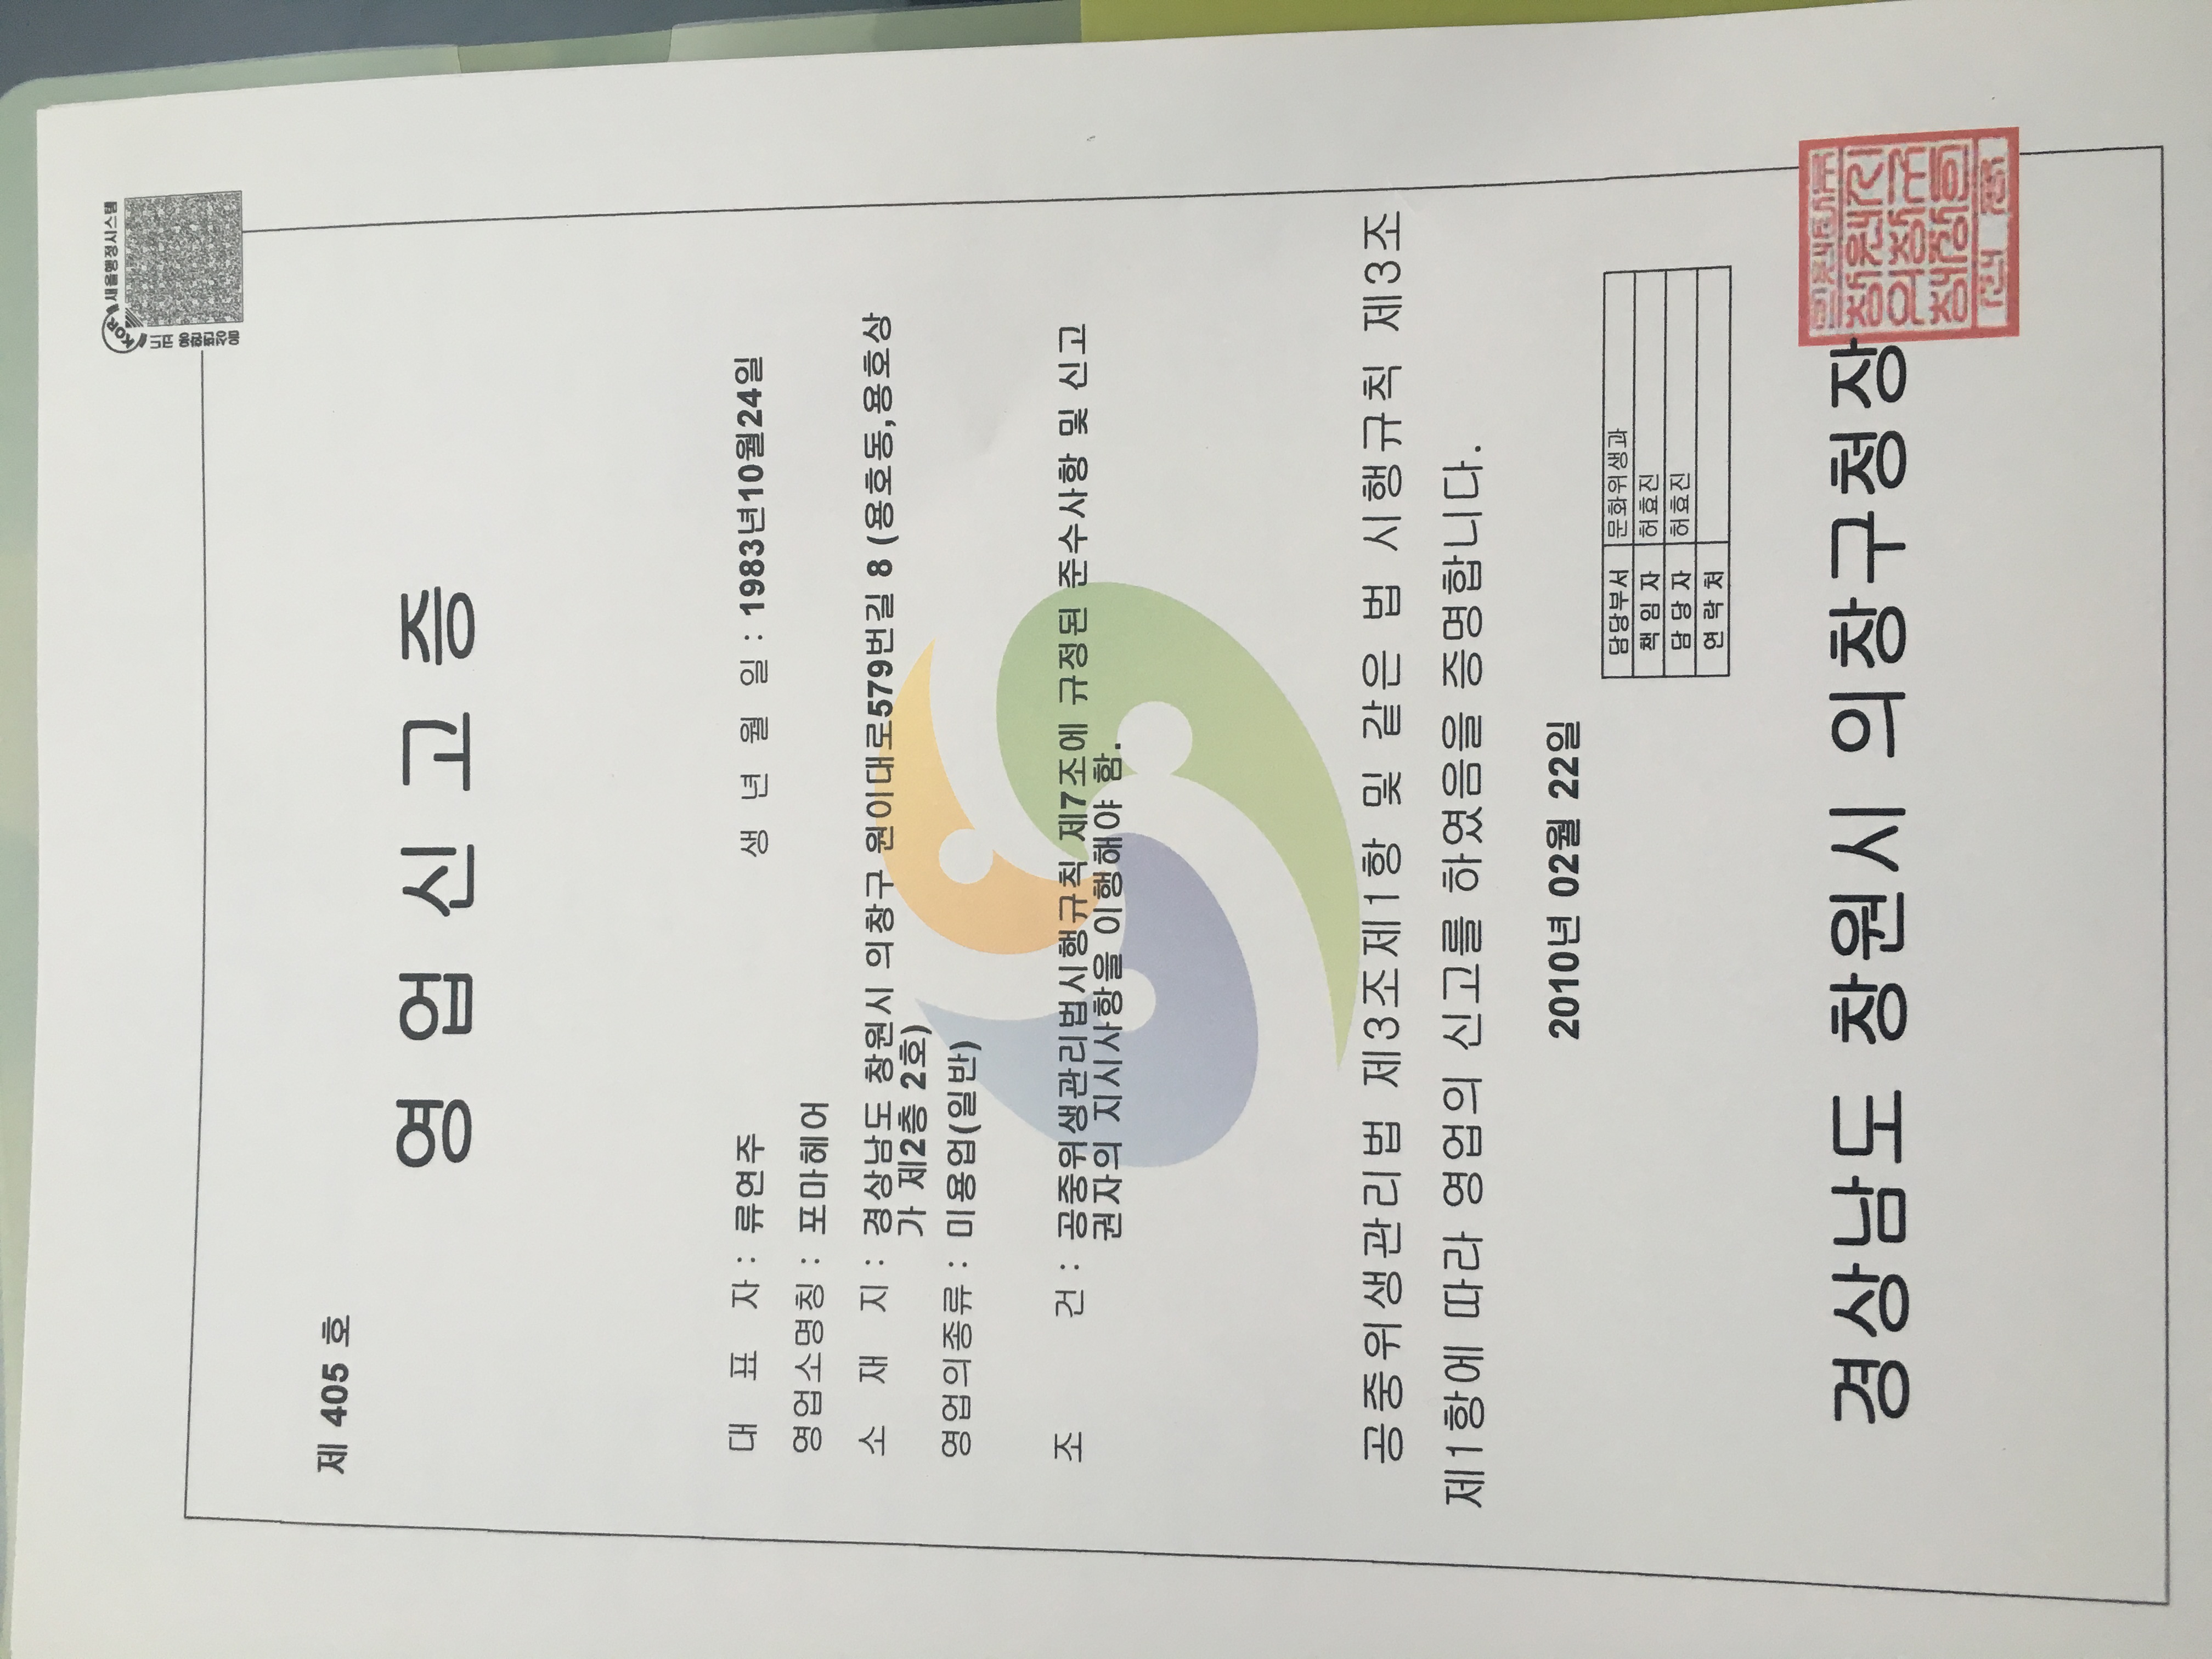 새올행정시스템
KOR
제 405 호
영 업 신 고 증
대 표 자 : 류연주 생 년 월 일 : 1983년10월24일
영업소명칭 : 포마헤어
소 재 지 : 경상남도 창원시 의창구 원이대로579번길 8 (용호동,용호상
가 제2층 2호)
영업의종류 : 미용업(일반)
조 건 : 공중위생관리법시행규칙 제7조에 규정된 준수사항 및 신고
권자의 지시사항을 이행해야 함.
공중위생관리법 제3조제1항 및 같은 법 시행규칙 제3조
제1항에 따라 영업의 신고를 하였음을 증명합니다.
2010년 02월 22일
담당부서 문화위생과
책 임 자 허효진
담 당 자 허효진
연 락 처
경상남도 창원시 의창구청장